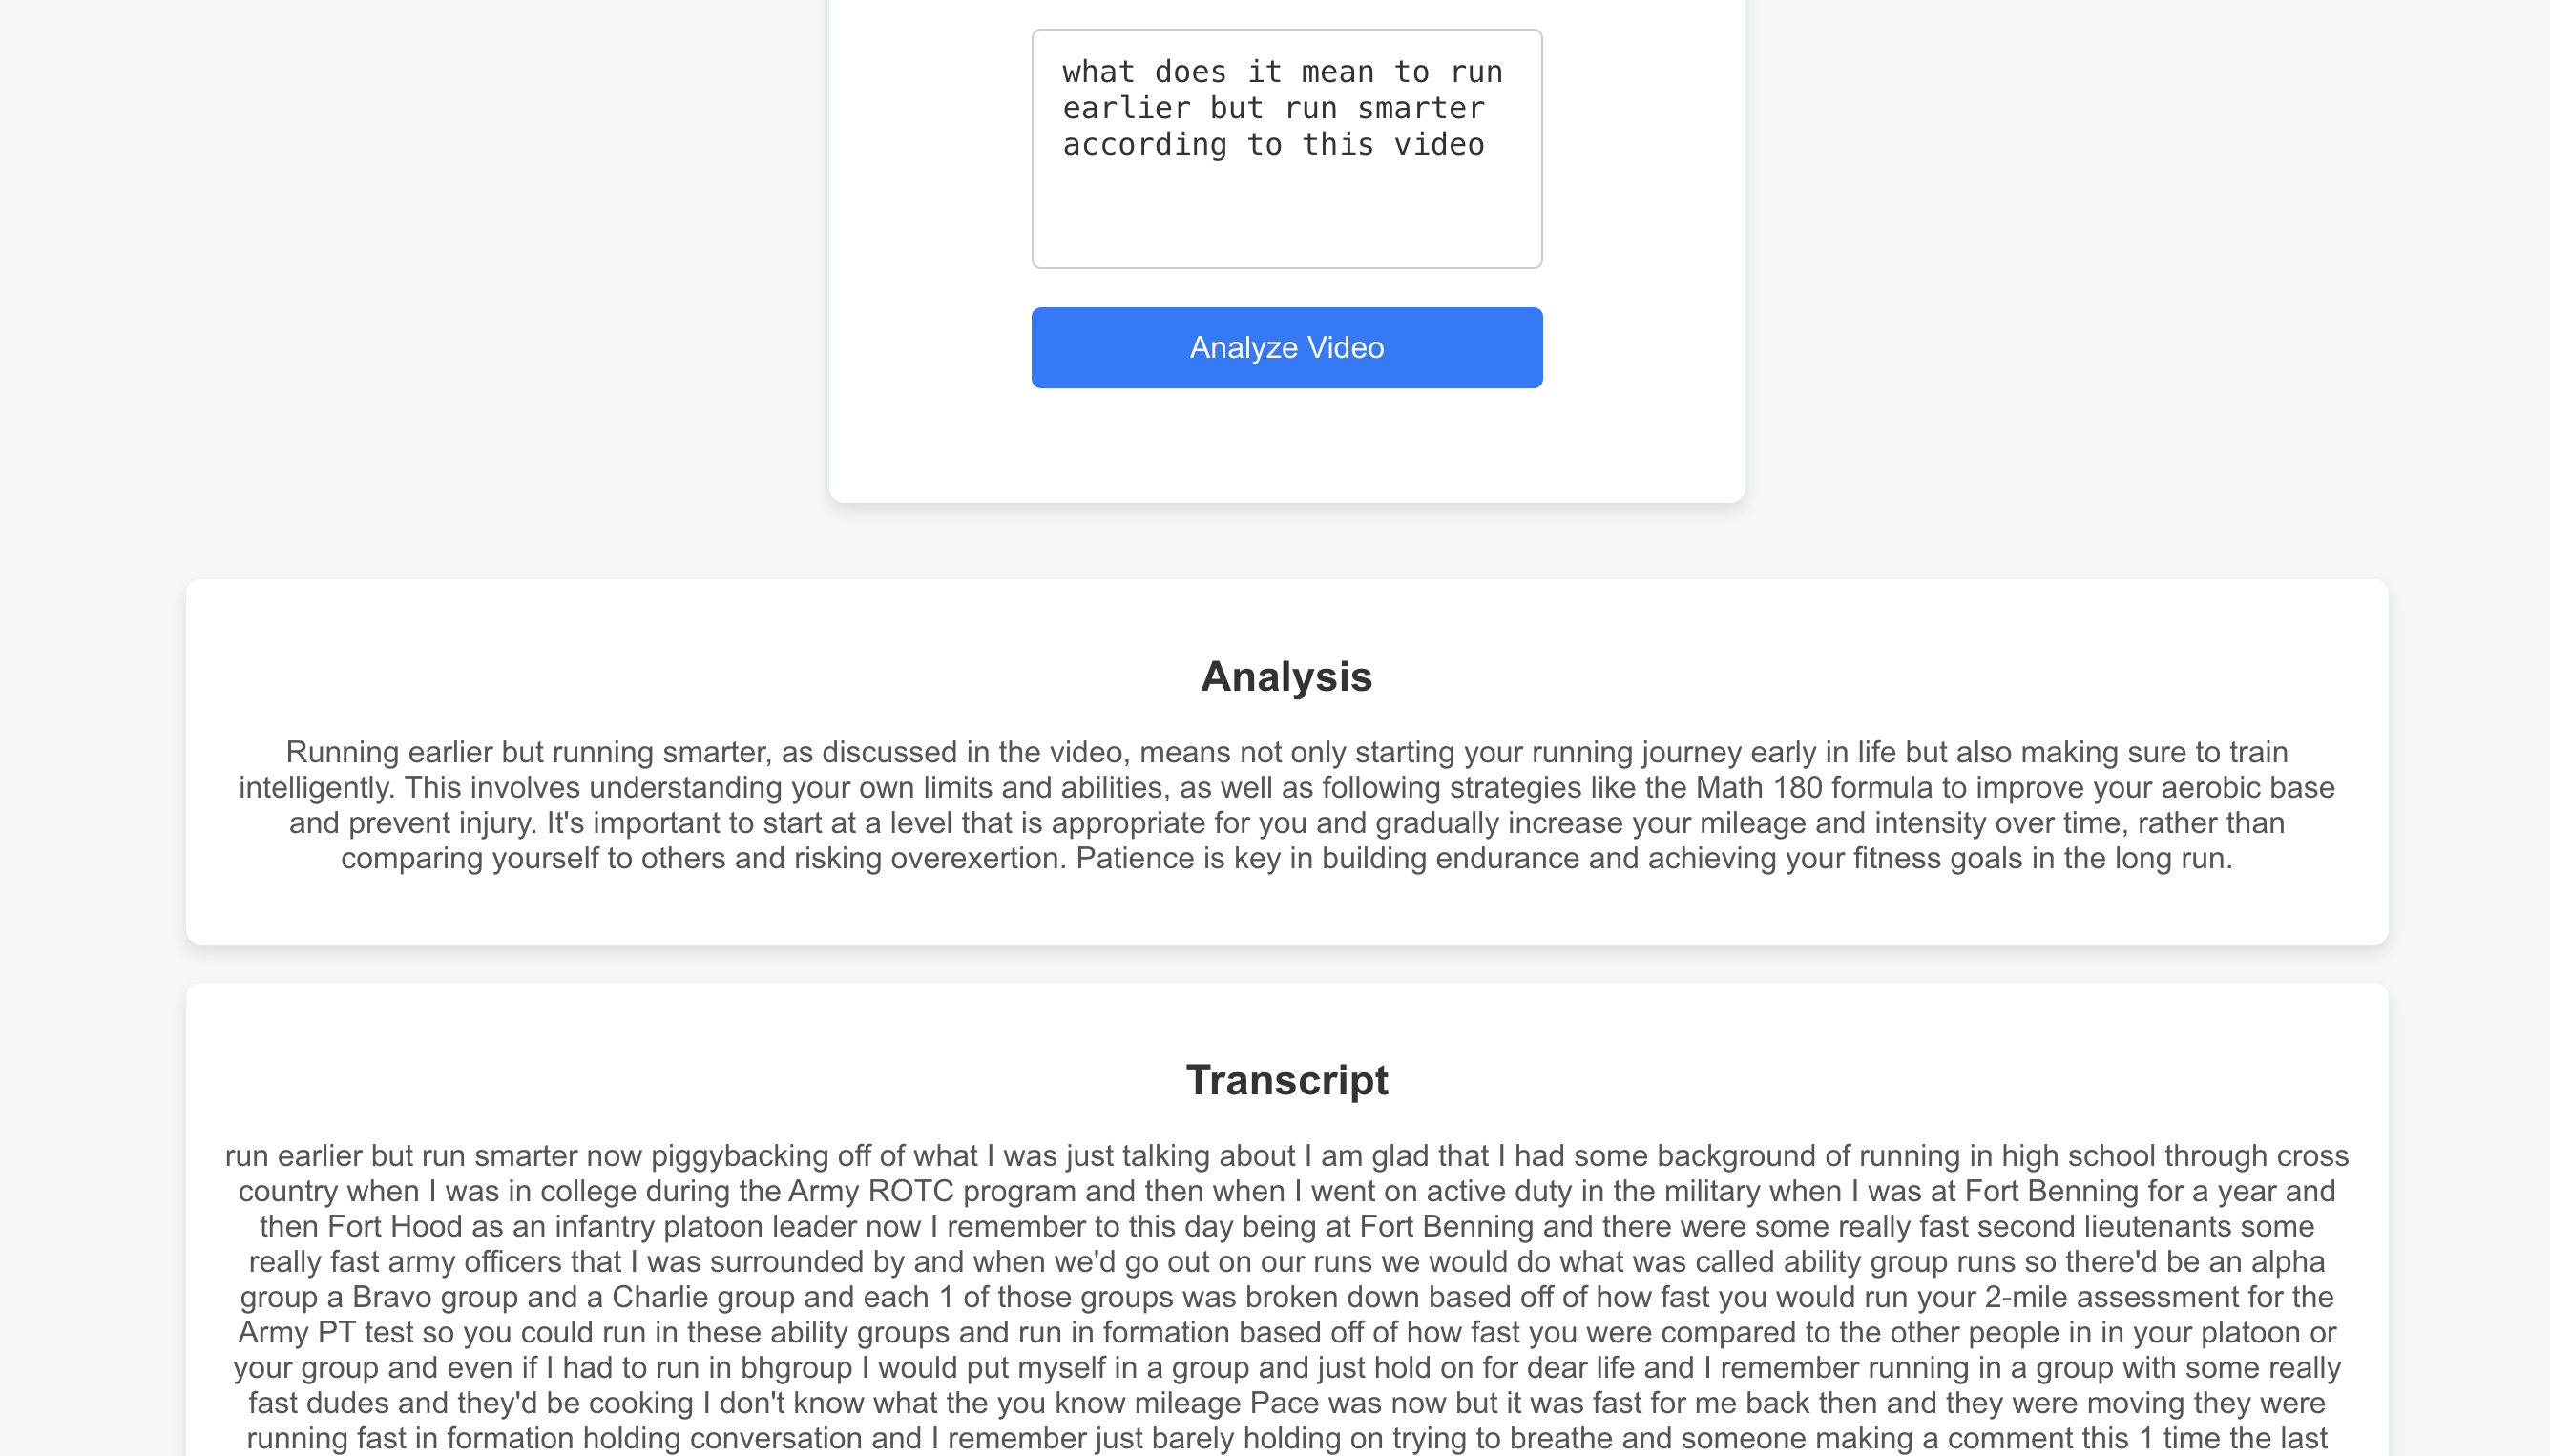 what does it mean to run
earlier but run smarter
according to this video
Analyze Video
Analysis
Running earlier but running smarter, as discussed in the video, means not only starting your running journey early in life but also making sure to train
intelligently. This involves understanding your own limits and abilities, as well as following strategies like the Math 180 formula to improve your aerobic base
and prevent injury. It's important to start at a level that is appropriate for you and gradually increase your mileage and intensity over time, rather than
comparing yourself to others and risking overexertion. Patience is key in building endurance and achieving your fitness goals in the long run.
Transcript
run earlier but run smarter now piggybacking off of what I was just talking about I am glad that I had some background of running in high school through cross
country when I was in college during the Army ROTC program and then when I went on active duty in the military when I was at Fort Benning for a year and
then Fort Hood as an infantry platoon leader now I remember to this day being at Fort Benning and there were some really fast second lieutenants some
really fast army officers that I was surrounded by and when we'd go out on our runs we would do what was called ability group runs so there'd be an alpha
group a Bravo group and a Charlie group and each 1 of those groups was broken down based off of how fast you would run your 2-mile assessment for the
Army PT test so you could run in these ability groups and run in formation based off of how fast you were compared to the other people in in your platoon or
your group and even if I had to run in bhgroup I would put myself in a group and just hold on for dear life and I remember running in a group with some really
fast dudes and they'd be cooking I don't know what the you know mileage Pace was now but it was fast for me back then and they were moving they were
running fast in formation holding conversation and I remember just barely holding on trying to breathe and someone making a comment this 1 time the last